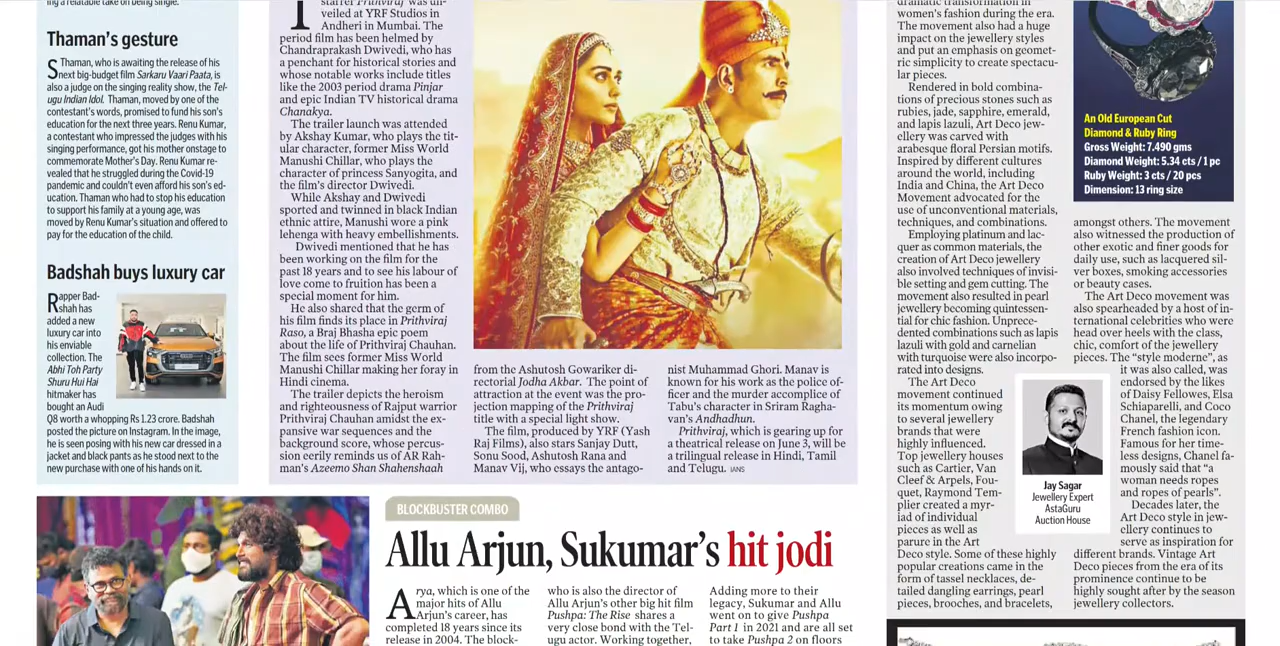 ing a relatable take on being single.
Thaman's gesture
S Thaman, who is awaiting the release of his
next big-budget film Sarkaru Vaari Paata, is
also a judge on the singing reality show, the Tel-
ugu Indian Idol. Thaman, moved by one of the
contestant's words, promised to fund his son's
education for the next three years. Renu Kumar,
a contestant who impressed the judges with his
singing performance, got his mother onstage to
commemorate Mother's Day. Renu Kumar re-
vealed that he struggled during the Covid-19
pandemic and couldn't even afford his son's ed-
ucation. Thaman who had to stop his education
to support his family at a young age, was
moved by Renu Kumar's situation and offered to
pay for the education of the child.
Badshah buys luxury car
Rapper Bad-
shah has
added a new
luxury car into
his enviable
collection. The
Abhi Toh Party
Shuru Hui Hai
hitmaker has
bought an Audi
Q8 worth a whopping Rs 1.23 crore. Badshah
posted the picture on Instagram. In the image,
he is seen posing with his new car dressed in a
jacket and black pants as he stood next to the
new purchase with one of his hands on it.
starrer Prithviraj was un-
veiled at YRF Studios in
Andheri in Mumbai. The
period film has been helmed by
Chandraprakash Dwivedi, who has
a penchant for historical stories and
whose notable works include titles
like the 2003 period drama Pinjar
and epic Indian TV historical drama
Chanakya.
The trailer launch was attended
by Akshay Kumar, who plays the tit-
ular character, former Miss World
Manushi Chillar, who plays the
character of princess Sanyogita, and
the film's director Dwivedi.
While Akshay and Dwivedi
sported and twinned in black Indian
ethnic attire, Manushi wore a pink
lehenga with heavy embellishments.
Dwivedi mentioned that he has
been working on the film for the
past 18 years and to see his labour of
love come to fruition has been a
special moment for him.
He also shared that the germ of
his film finds its place in Prithviraj
Raso, a Braj Bhasha epic poem
about the life of Prithviraj Chauhan.
The film sees former Miss World
Manushi Chillar making her foray in
Hindi cinema.
The trailer depicts the heroism
and righteousness of Rajput warrior
Prithviraj Chauhan amidst the ex-
pansive war sequences and the
background score, whose percus-
sion eerily reminds us of AR Rah-
man's Azeemo Shan Shahenshaah
from the Ashutosh Gowariker di-
rectorial Jodha Akbar. The point of
attraction at the event was the pro-
jection mapping of the Prithviraj
title with a special light show.
The film, produced by YRF (Yash
Raj Films), also stars Sanjay Dutt,
Sonu Sood, Ashutosh Rana and
Manav Vij, who essays the antago-
nist Muhammad Ghori. Manav is
known for his work as the police of-
ficer and the murder accomplice of
Tabu's character in Sriram Ragha-
van's Andhadhun.
Prithviraj, which is gearing up for
a theatrical release on June 3, will be
a trilingual release in Hindi, Tamil
and Telugu. IANS
BLOCKBUSTER COMBO
Allu Arjun, Sukumar's hit jodi
Arya, which is one of the
major hits of Allu
Arjun's career, has
completed 18 years since its
release in 2004. The block-
who is also the director of
Allu Arjun's other big hit film
Pushpa: The Rise shares a
very close bond with the Tel-
ugu actor. Working together,
Adding more to their
legacy, Sukumar and Allu
went on to give Pushpa
Part 1 in 2021 and are all set
to take Pushpa 2 on floors
dramatic transformation in
women's fashion during the era.
The movement also had a huge
impact on the jewellery styles
and put an emphasis on geomet-
ric simplicity to create spectacu-
lar pieces.
Rendered in bold combina-
tions of precious stones such as
rubies, jade, sapphire, emerald,
and lapis lazuli, Art Deco jew-
ellery was carved with
arabesque floral Persian motifs.
Inspired by different cultures
around the world, including
India and China, the Art Deco
Movement advocated for the
use of unconventional materials,
techniques, and combinations.
Employing platinum and lac-
quer as common materials, the
creation of Art Deco jewellery
also involved techniques of invisi-
ble setting and gem cutting. The
movement also resulted in pearl
jewellery becoming quintessen-
tial for chic fashion. Unprece-
dented combinations such as lapis
lazuli with gold and carnelian
with turquoise were also incorpo-
rated into designs.
The Art Deco
movement continued
its momentum owing
to several jewellery
brands that were
highly influenced.
Top jewellery houses
such as Cartier, Van
Cleef & Arpels, Fou-
quet, Raymond Tem-
plier created a myr-
iad of individual
pieces as well as
parure in the Art
Deco style. Some of these highly
popular creations came in the
form of tassel necklaces, de-
tailed dangling earrings, pearl
pieces, brooches, and bracelets,
An Old European Cut
Diamond & Ruby Ring
Gross Weight: 7.490 gms
Diamond Weight: 5.34 cts / 1 pc
Ruby Weight: 3 cts / 20 pcs
Dimension: 13 ring size
amongst others. The movement
also witnessed the production of
other exotic and finer goods for
daily use, such as lacquered sil-
ver boxes, smoking accessories
or beauty cases.
The Art Deco movement was
also spearheaded by a host of in-
ternational celebrities who were
head over heels with the class,
chic, comfort of the jewellery
pieces. The "style moderne", as
it was also called, was
endorsed by the likes
of Daisy Fellowes, Elsa
Schiaparelli, and Coco
Chanel, the legendary
French fashion icon.
Famous for her time-
less designs, Chanel fa-
mously said that "a
woman needs ropes
and ropes of pearls".
Decades later, the
Art Deco style in jew-
ellery continues to
serve as inspiration for
different brands. Vintage Art
Deco pieces from the era of its
prominence continue to be
highly sought after by the season
jewellery collectors.
Jay Sagar
Jewellery Expert
AstaGuru
Auction House